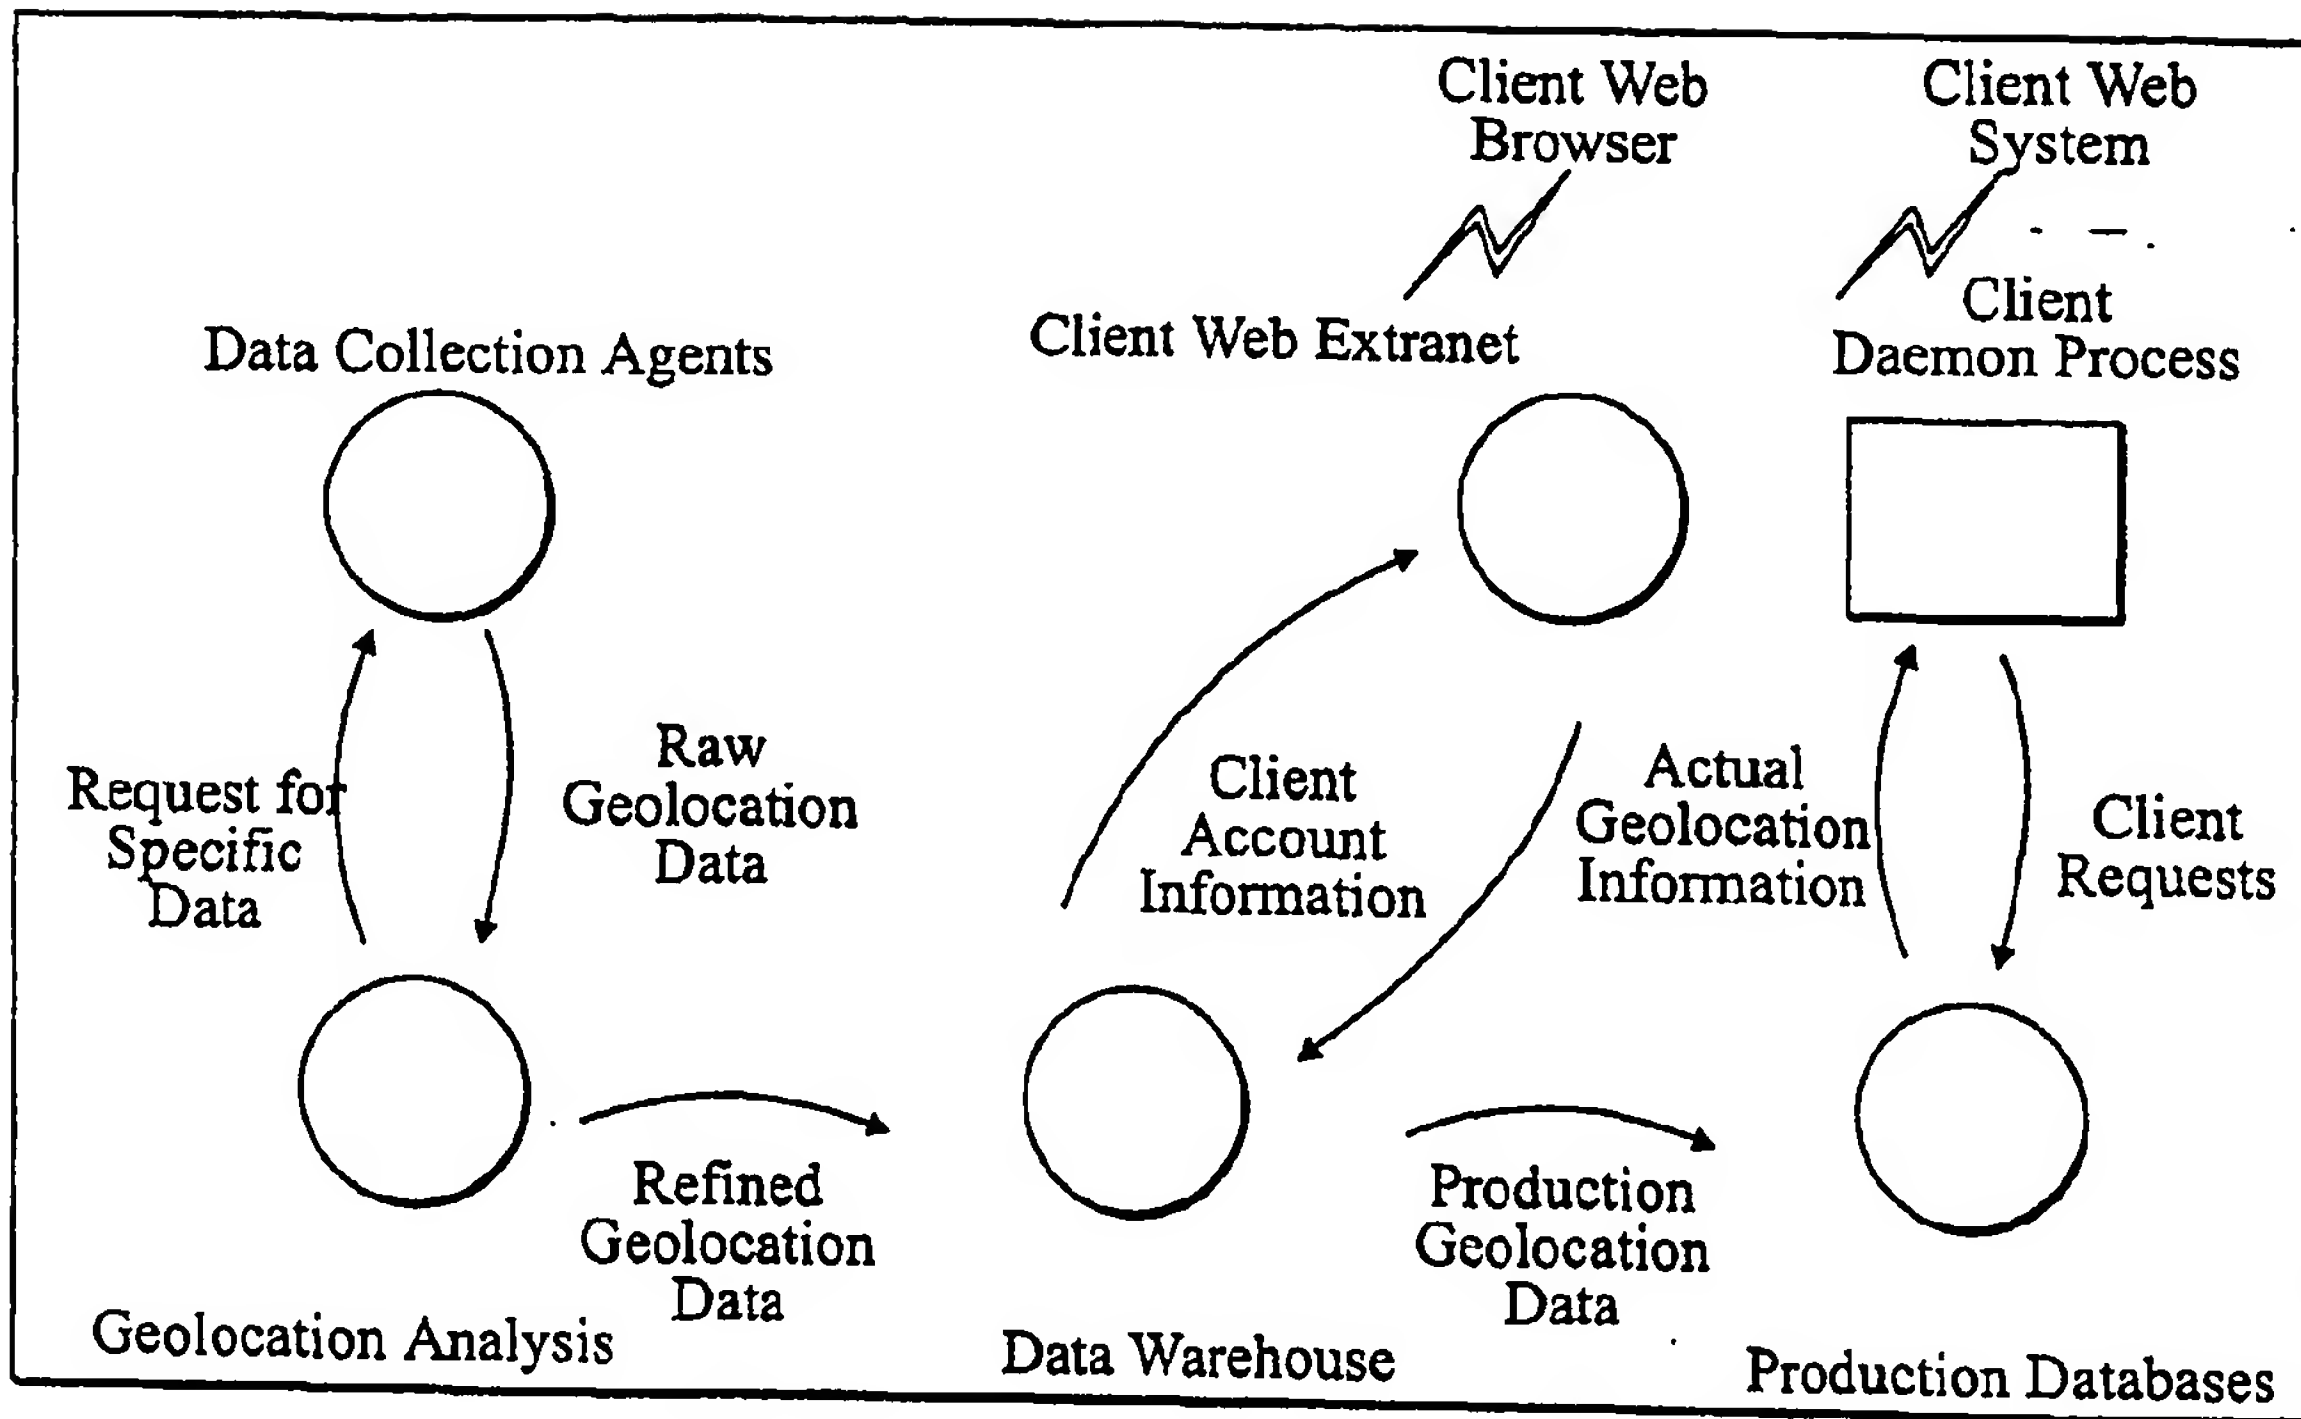 Client Web
Browser
Client Web
System
Client Web Extranet
Client
Daemon Process
Data Collection Agents
Request for
Specific
Data
Raw
Geolocation
Data
Client
Account
Information
Actual
Geolocation
Information
Client
Requests
Refined
Geolocation
Data
Production
Geolocation
Data
Geolocation Analysis
Data Warehouse
Production Databases